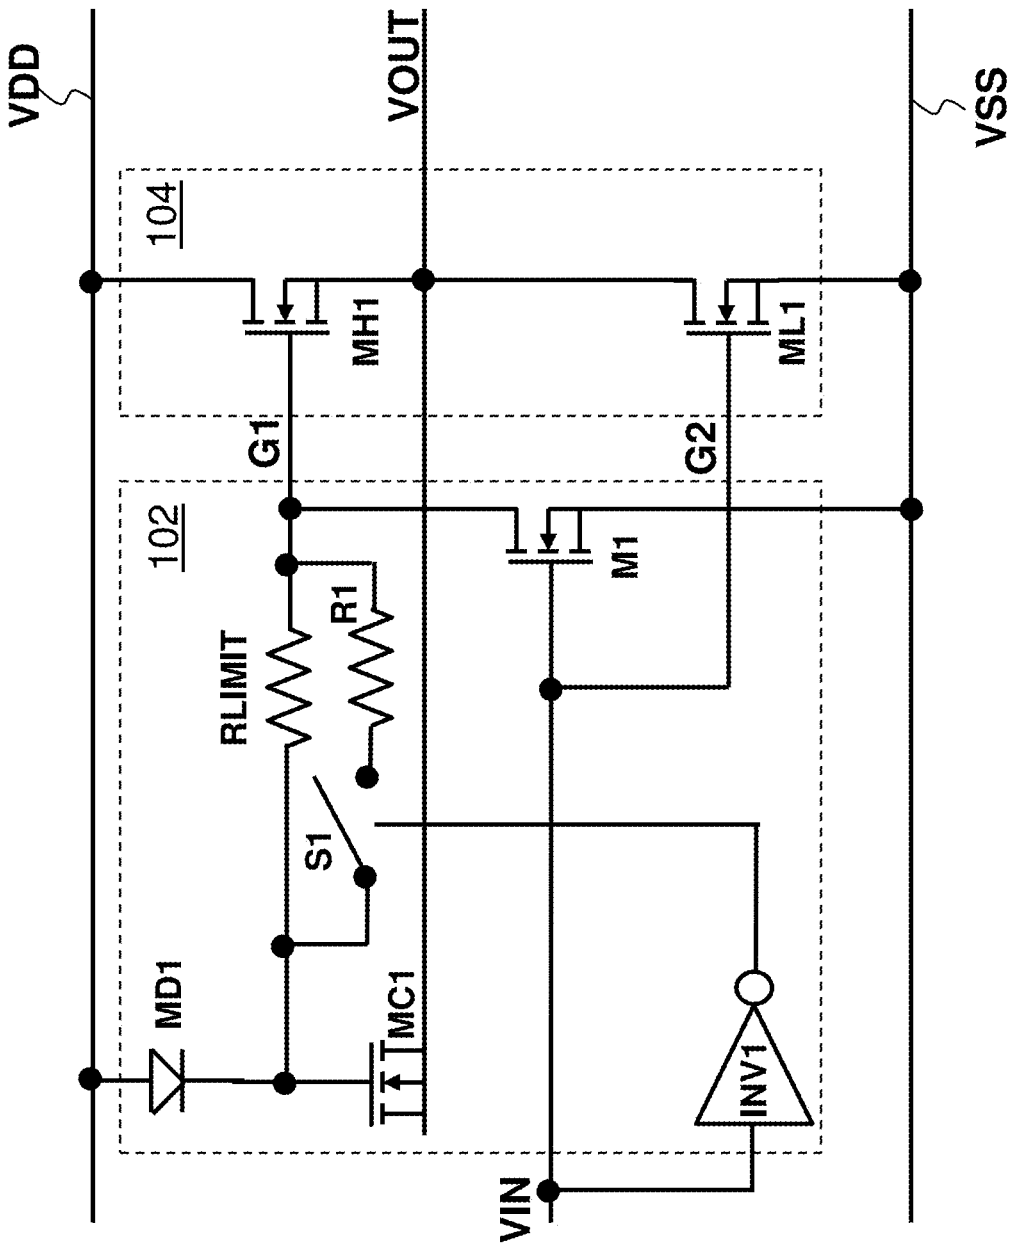 VDD
VOUT
VSS
104
MH1
ML1
G1
G2
102
RLIMIT
R1
M1
S1
MD1
MC1
INV1
VIN